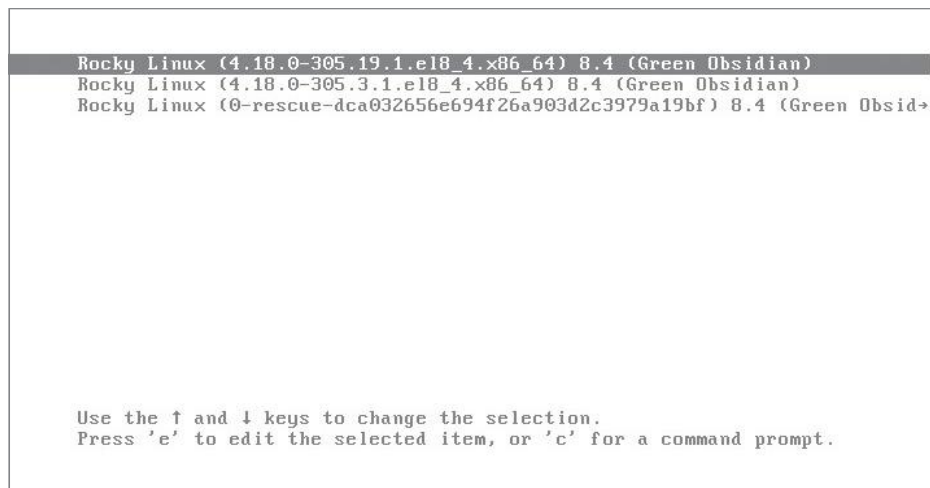 Rocky Linux (4.18.0-305.19.1.el8_4.x86_64) 8.4 (Green Obsidian)
Rocky Linux (4.18.0-305.3.1.el8_4.x86_64) 8.4 (Green Obsidian)
Rocky Linux (0-rescue-dca032656e694f26a903d2c3979a19bf) 8.4 (Green Obsid→
Use the ↑ and ↓ keys to change the selection.
Press 'e' to edit the selected item, or 'c' for a command prompt.